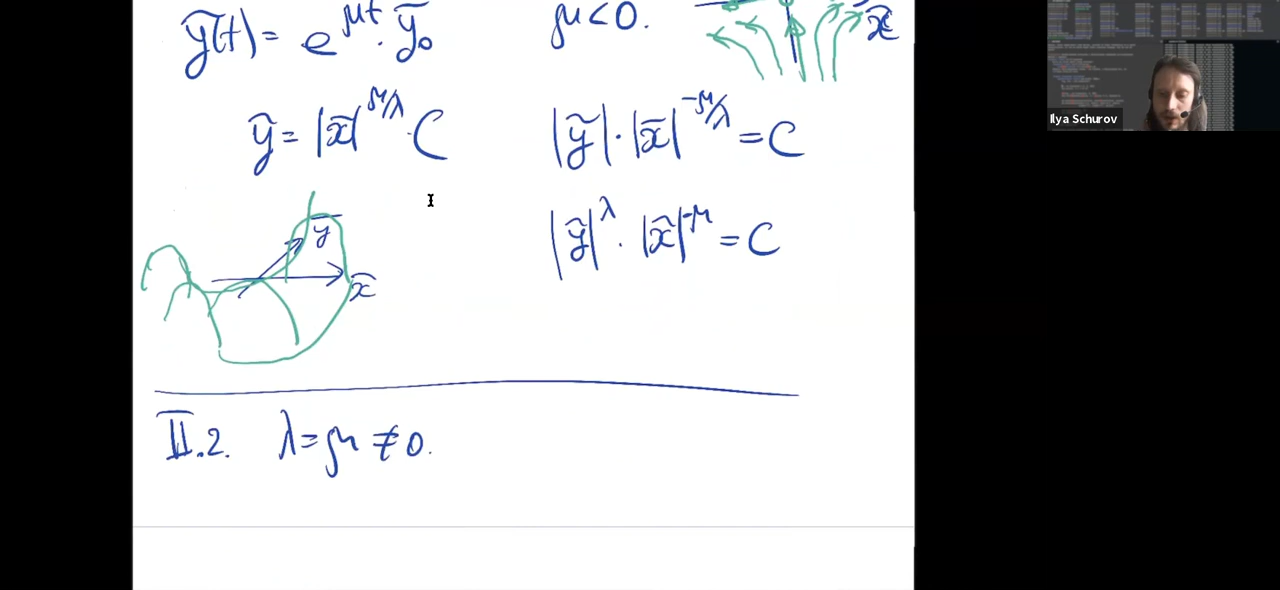 ỹ(t) = e^{μt} · ỹ₀    μ < 0.    x̃
ỹ = |x̃|^{μ/λ} · C    |ỹ| · |x̃|^{-μ/λ} = C
|ỹ|^λ · |x̃|^{-μ} = C
ỹ
x̃
II.2. λ = μ ≠ 0.
Ilya Schurov